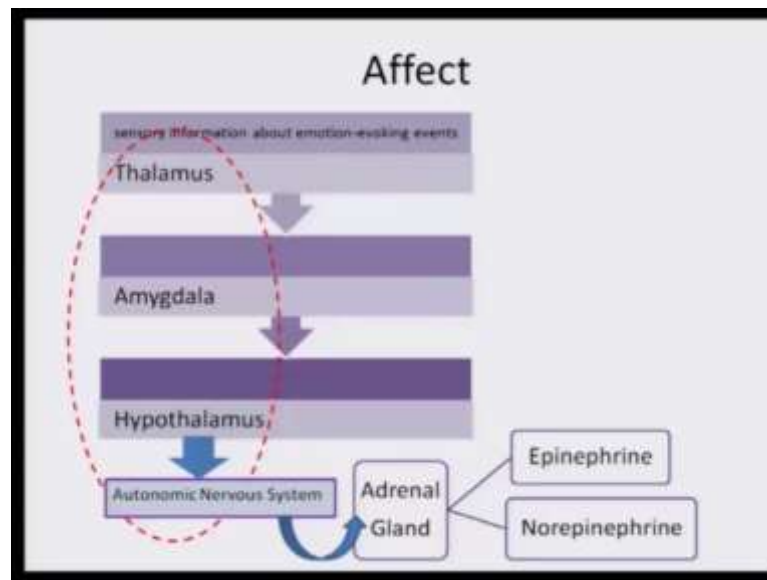 Affect
sensory information about emotion-evoking events
Thalamus
Amygdala
Hypothalamus
Autonomic Nervous System
Adrenal
Gland
Epinephrine
Norepinephrine